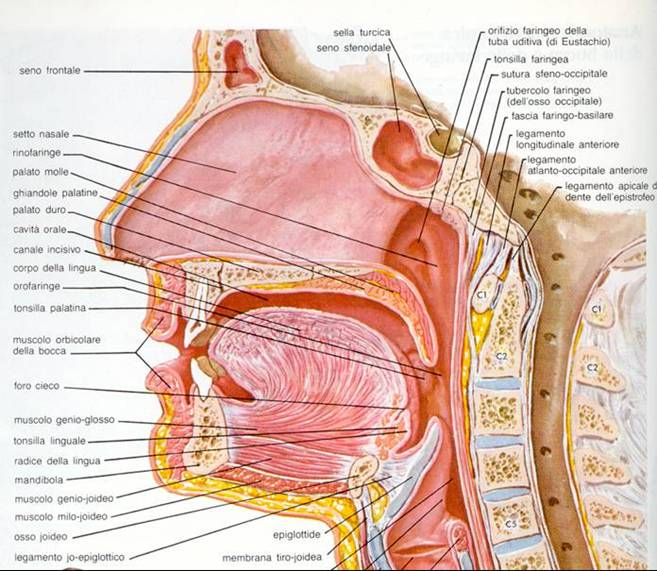 sella turcica
seno sfenoidale
seno frontale
setto nasale
rinofaringe
palato molle
ghiandole palatine
palato duro
cavità orale
canale incisivo
corpo della lingua
orofaringe
tonsilla palatina
muscolo orbicolare
della bocca
foro cieco
muscolo genio-glosso
tonsilla linguale
radice della lingua
mandibola
muscolo genio-joideo
muscolo milo-joideo
osso joideo
legamento jo-epiglottico
epiglottide
membrana tiro-joidea
orifizio faringeo della
tuba uditiva (di Eustachio)
tonsilla faringea
sutura sfeno-occipitale
tubercolo faringeo
(dell'osso occipitale)
fascia faringo-basilare
legamento
longitudinale anteriore
legamento
atlanto-occipitale anteriore
legamento apicale d
dente dell'epistrofeo
C1
C2
C5
C1
C2